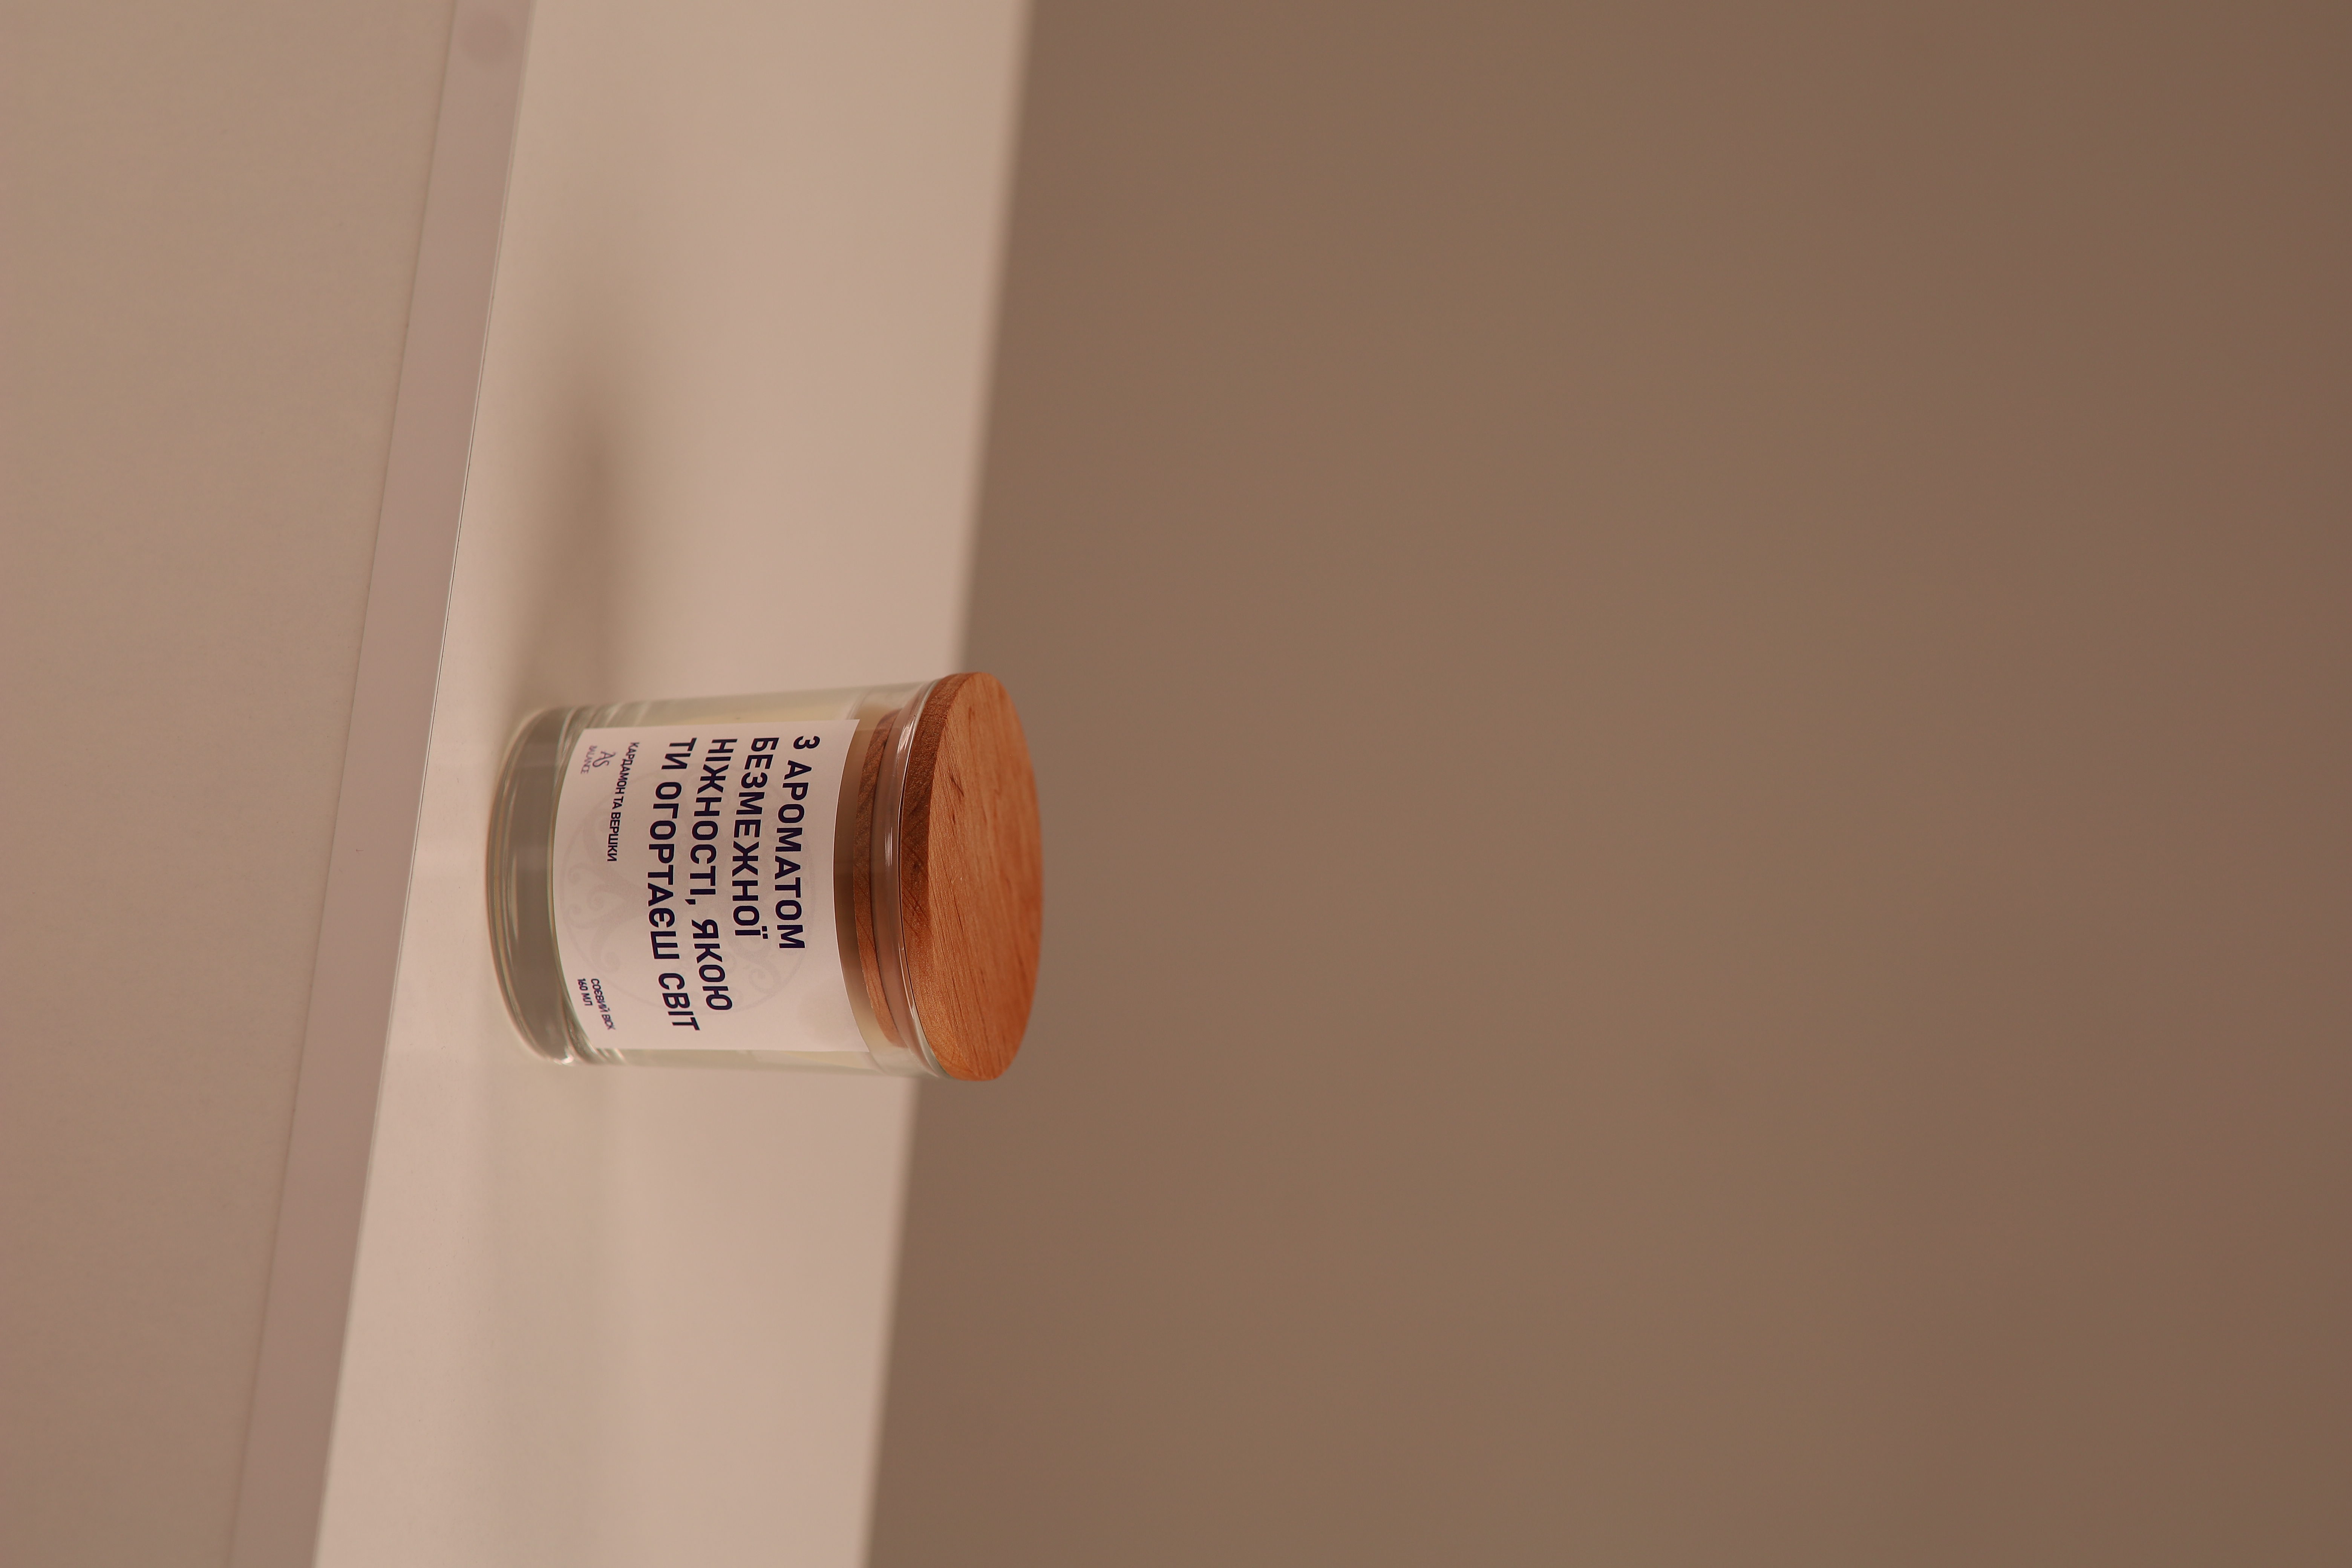 З АРОМАТОМ
БЕЗМЕЖНОЇ
НІЖНОСТІ, ЯКОЮ
ТИ ОГОРТАЄШ СВІТ
КАРДАМОН ТА ВЕРШКИ
AS
BALANCE
СОЄВИЙ ВІСК
160 МЛ